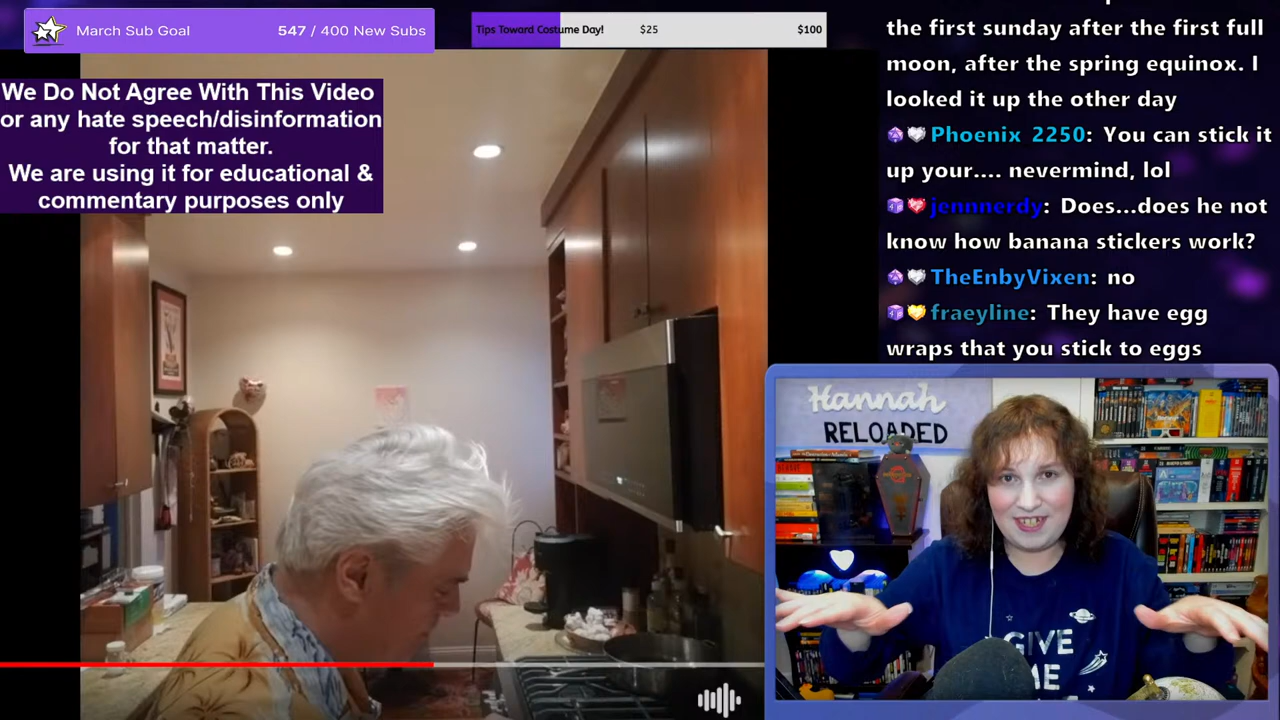 March Sub Goal
547 / 400 New Subs
Tips Toward Costume Day!
$25
$100
We Do Not Agree With This Video
or any hate speech/disinformation
for that matter.
We are using it for educational &
commentary purposes only
the first sunday after the first full
moon, after the spring equinox. I
looked it up the other day
Phoenix 2250: You can stick it
up your.... nevermind, lol
jennnerdy: Does...does he not
know how banana stickers work?
TheEnbyVixen: no
fraeyline: They have egg
wraps that you stick to eggs
Hannah
RELOADED
GIVE
ME